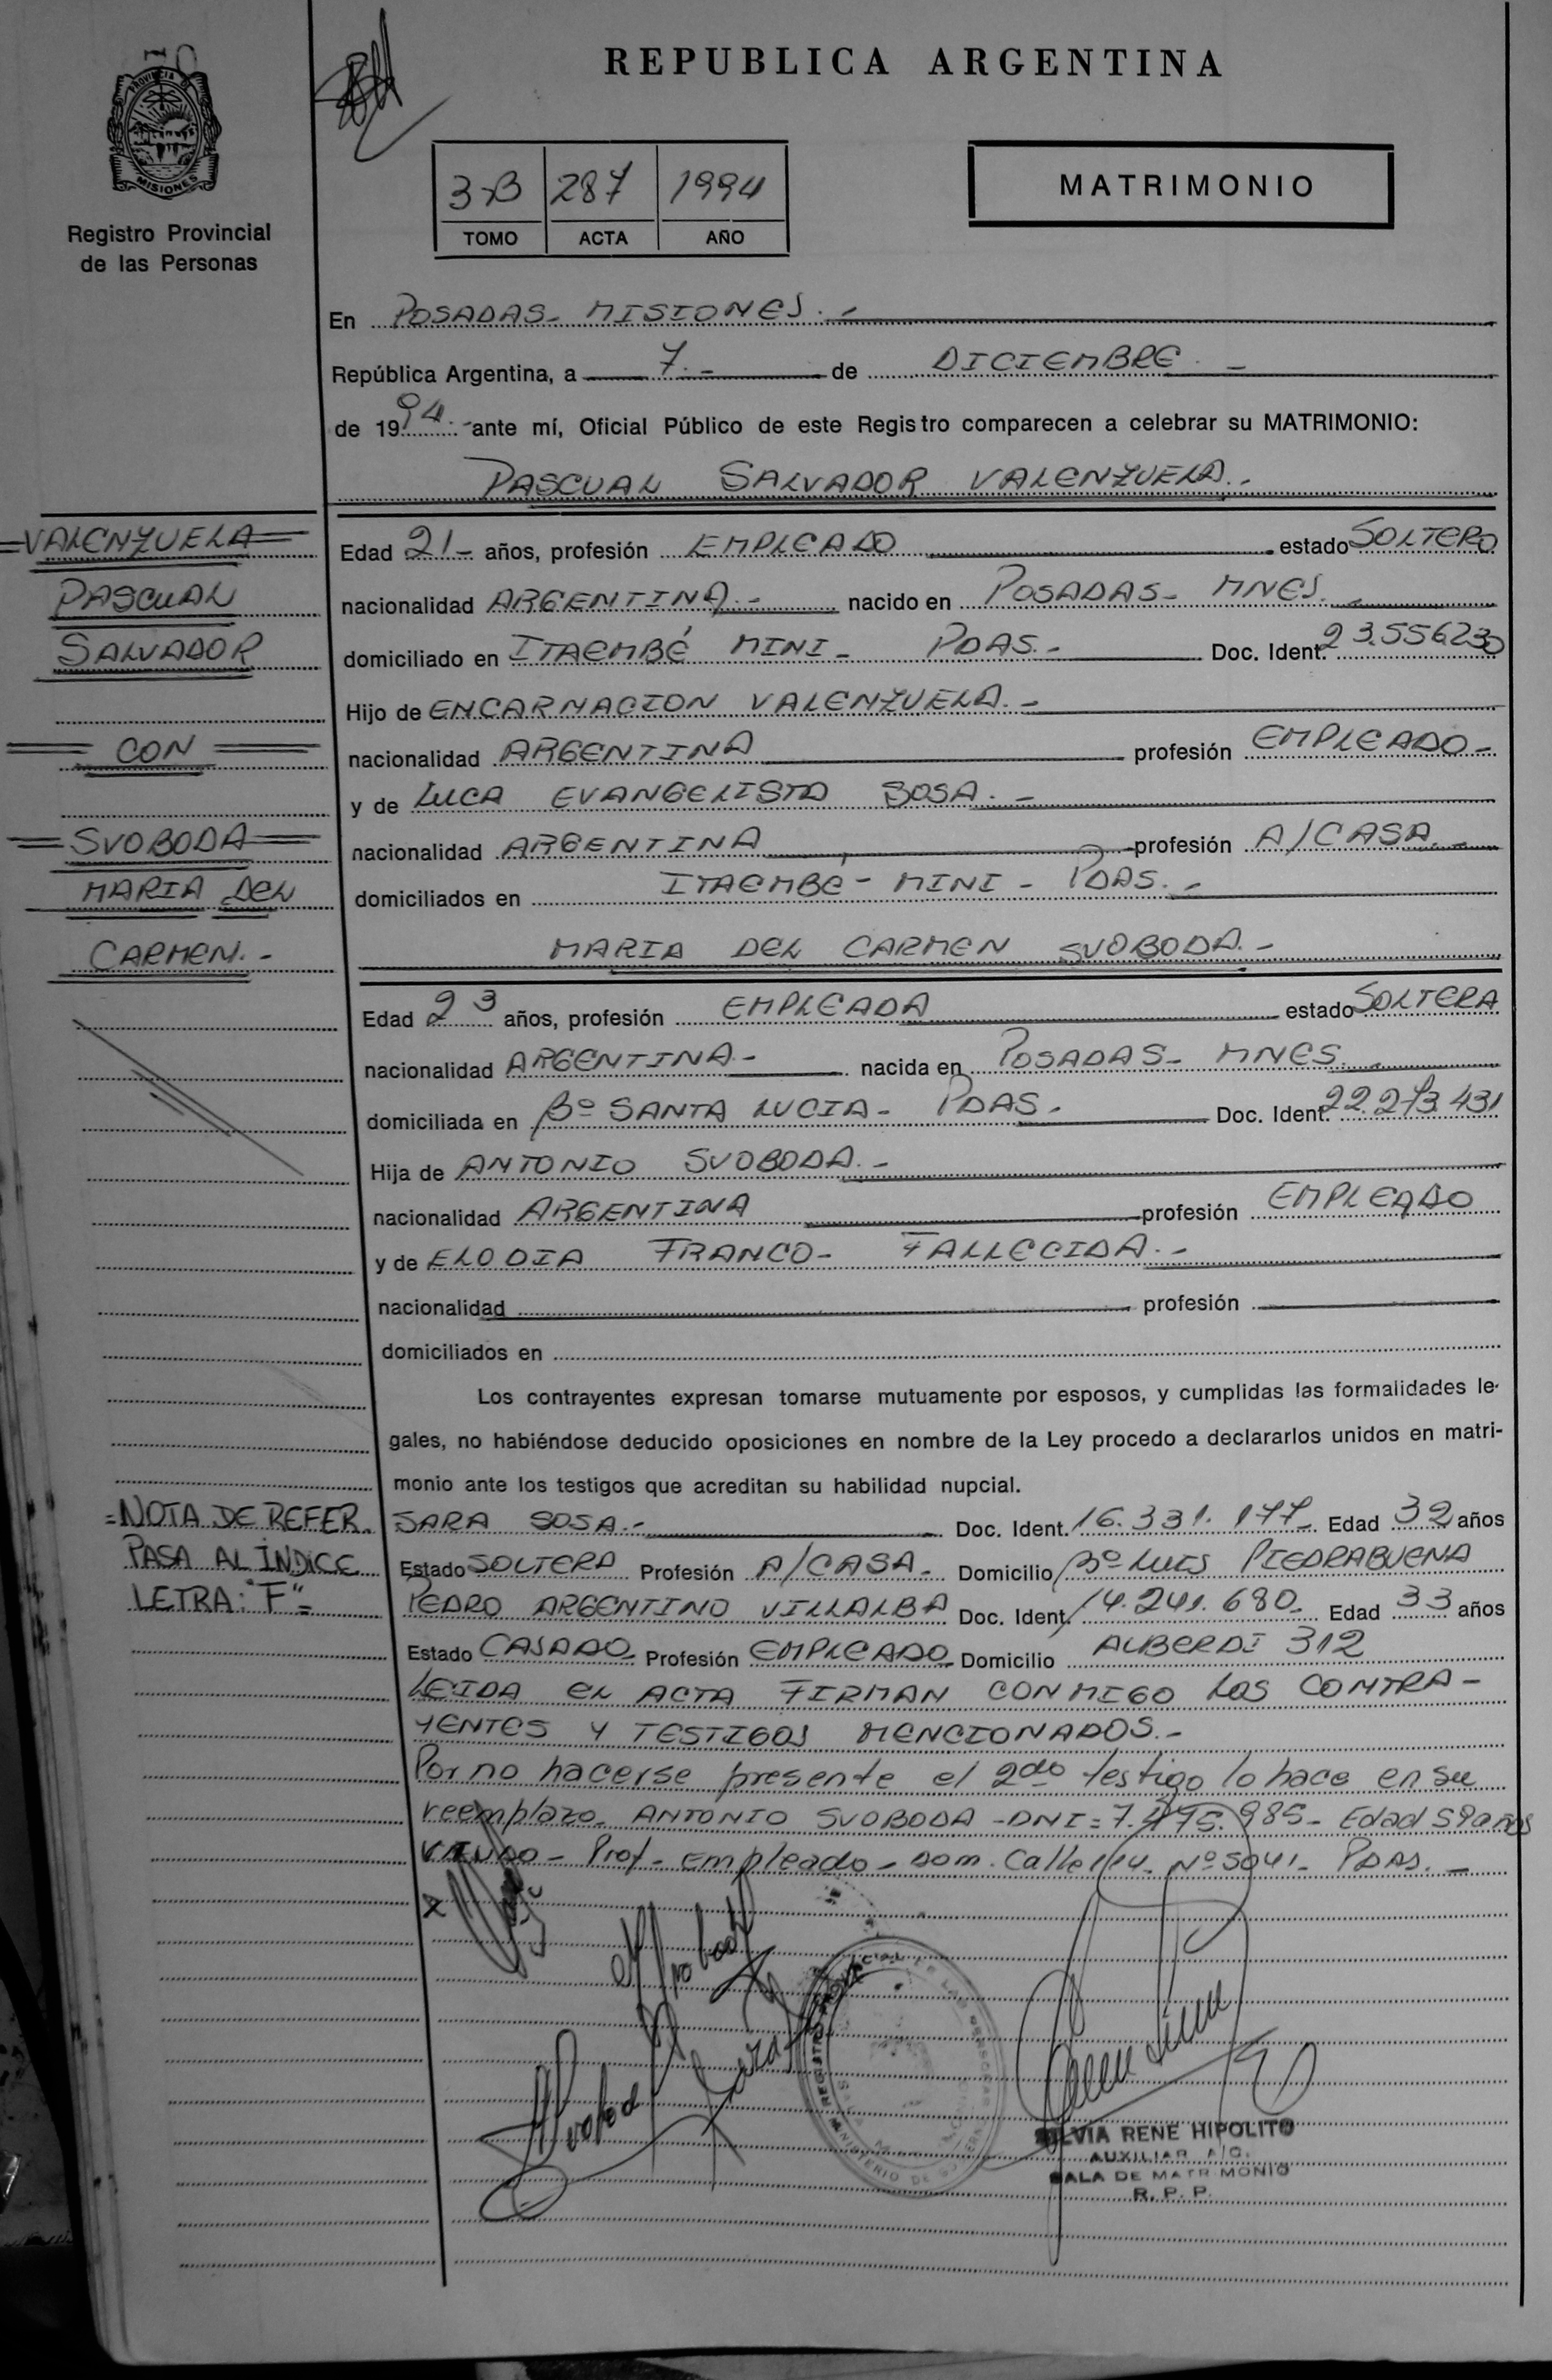 REPUBLICA ARGENTINA
PROVINCIA
MISIONES
Registro Provincial
de las Personas
3-B 287 1994
TOMO ACTA AÑO
MATRIMONIO
En POSADAS- MISIONES.-
República Argentina, a 7.- de DICIEMBRE.-
de 1994.- ante mí, Oficial Público de este Registro comparecen a celebrar su MATRIMONIO:
PASCUAL SALVADOR VALENZUELA.-
=VALENZUELA=
PASCUAL
SALVADOR
= CON =
=SVOBODA=
MARIA DEL
CARMEN.-
Edad 21- años, profesión EMPLEADO estado SOLTERO
nacionalidad ARGENTINA.- nacido en POSADAS- MNES.-
domiciliado en ITAEMBÉ MINI- PDAS.- Doc. Ident. 23.556230
Hijo de ENCARNACION VALENZUELA.-
nacionalidad ARGENTINA profesión EMPLEADO-
y de LUCA EVANGELISTA SOSA.-
nacionalidad ARGENTINA profesión A/CASA.-
domiciliados en ITAEMBÉ- MINI- PDAS.-
MARIA DEL CARMEN SVOBODA.-
Edad 23 años, profesión EMPLEADA estado SOLTERA
nacionalidad ARGENTINA.- nacida en POSADAS- MNES.-
domiciliada en Bº SANTA LUCIA- PDAS.- Doc. Ident. 22.273.431
Hija de ANTONIO SVOBODA.-
nacionalidad ARGENTINA profesión EMPLEADO
y de ELODIA FRANCO- FALLECIDA.-
nacionalidad profesión
domiciliados en
Los contrayentes expresan tomarse mutuamente por esposos, y cumplidas las formalidades le-
gales, no habiéndose deducido oposiciones en nombre de la Ley procedo a declararlos unidos en matri-
monio ante los testigos que acreditan su habilidad nupcial.
=NOTA DE REFER.
PASA AL ÍNDICE
LETRA: "F"=
SARA SOSA.- Doc. Ident. 16.331.177- Edad 32 años
Estado SOLTERA Profesión A/CASA.- Domicilio Bº LUIS PIEDRABUENA
PEDRO ARGENTINO VILLALBA Doc. Ident. 14.241.680- Edad 33 años
Estado CASADO- Profesión EMPLEADO- Domicilio ALBERDI 312
LEIDA EL ACTA FIRMAN CONMIGO LOS CONTRA-
YENTES Y TESTIGOS MENCIONADOS.-
Por no hacerse presente el 2do testigo lo hace en su
reemplazo- ANTONIO SVOBODA -DNI= 7.475.985- Edad 59 años
VIUDO- Prof- empleado- Dom. Calle 114- Nº 5041- PDAS.-
x
SILVIA RENE HIPOLITO
AUXILIAR A/C.
SALA DE MATRIMONIO
R. P. P.